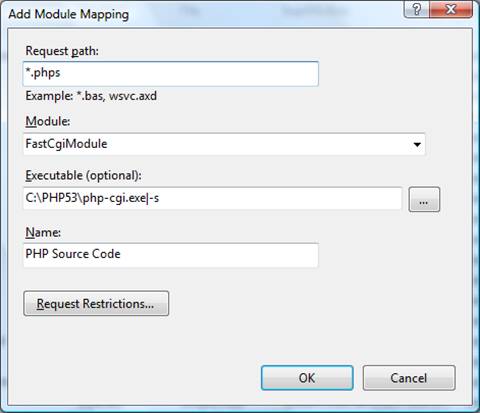 Add Module Mapping
Request path:
*.phps
Example: *.bas, wsvc.axd
Module:
FastCgiModule
Executable (optional):
C:\PHP53\php-cgi.exe|-s
...
Name:
PHP Source Code
Request Restrictions...
OK
Cancel